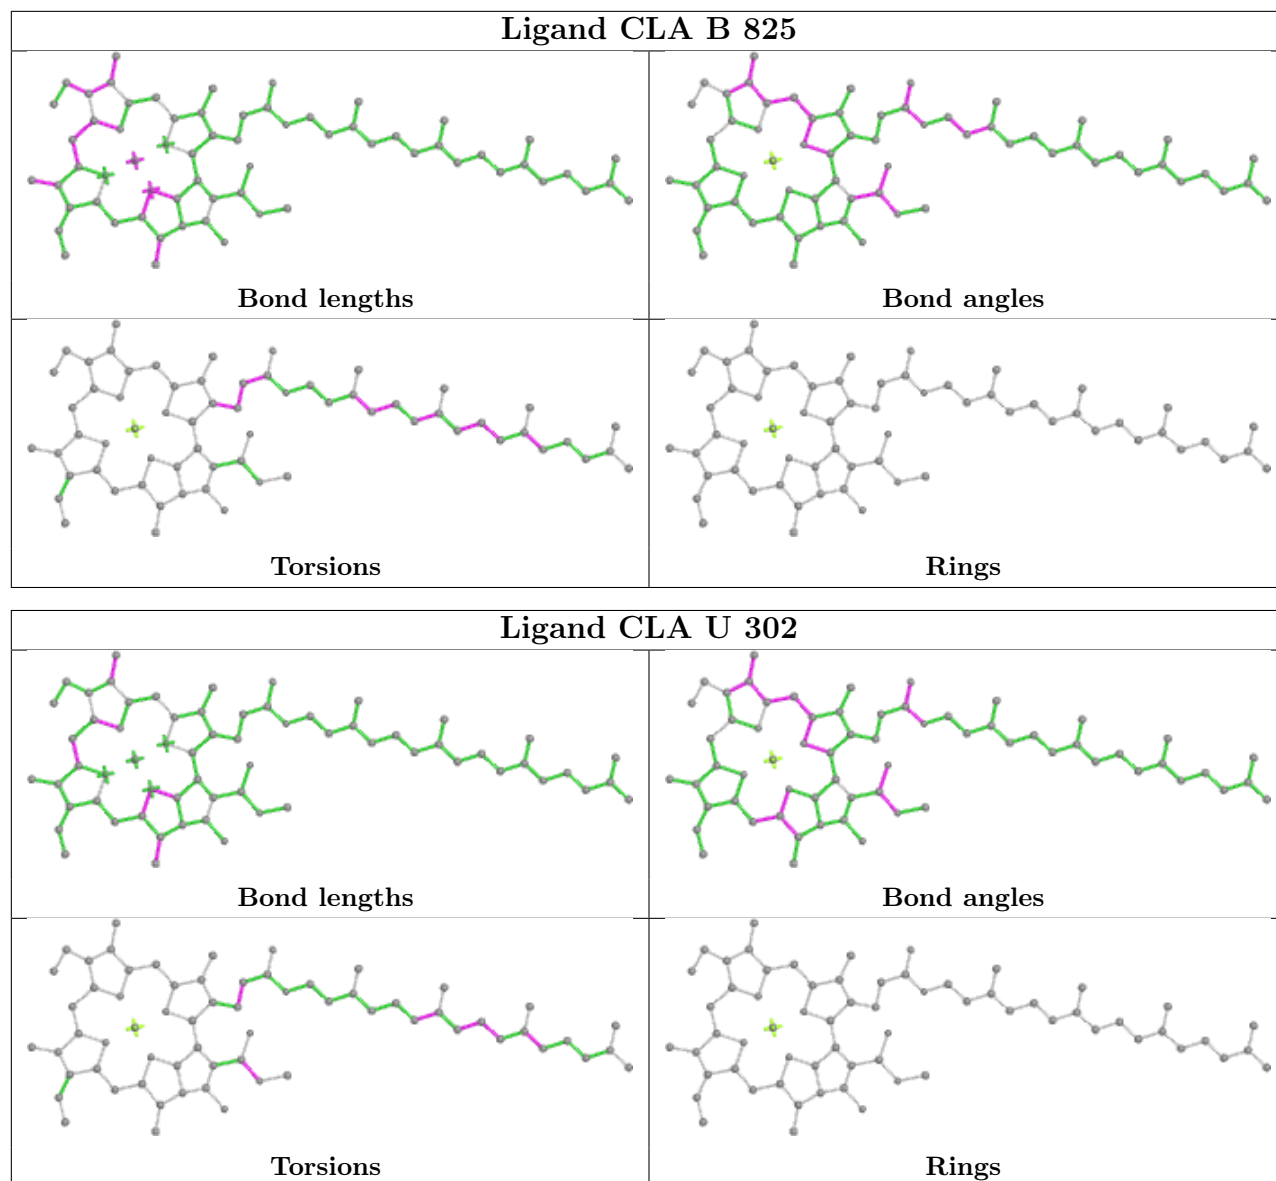 Ligand CLA B 825
Bond lengths
Bond angles
Torsions
Rings
Ligand CLA U 302
Bond lengths
Bond angles
Torsions
Rings